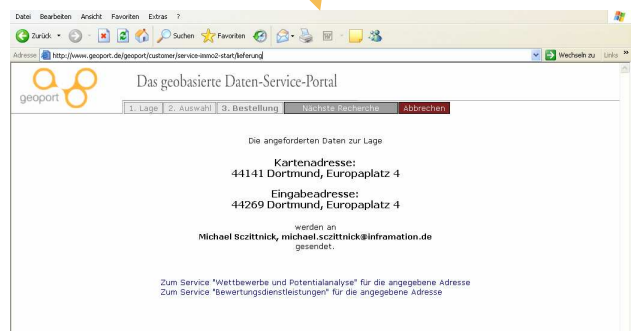 Datei Bearbeiten Ansicht Favoriten Extras ?
Zurück Suchen Favoriten
Adresse http://www.geoport.de/geoport/customer/service-immo2-start/lieferung Wechseln zu Links »
geoport
Das geobasierte Daten-Service-Portal
1. Lage 2. Auswahl 3. Bestellung Nächste Recherche Abbrechen
Die angeforderten Daten zur Lage
Kartenadresse:
44141 Dortmund, Europaplatz 4
Eingabeadresse:
44269 Dortmund, Europaplatz 4
werden an
Michael Sczittnick, michael.sczittnick@inframation.de
gesendet.
Zum Service "Wettbewerbe und Potentialanalyse" für die angegebene Adresse
Zum Service "Bewertungsdienstleistungen" für die angegebene Adresse